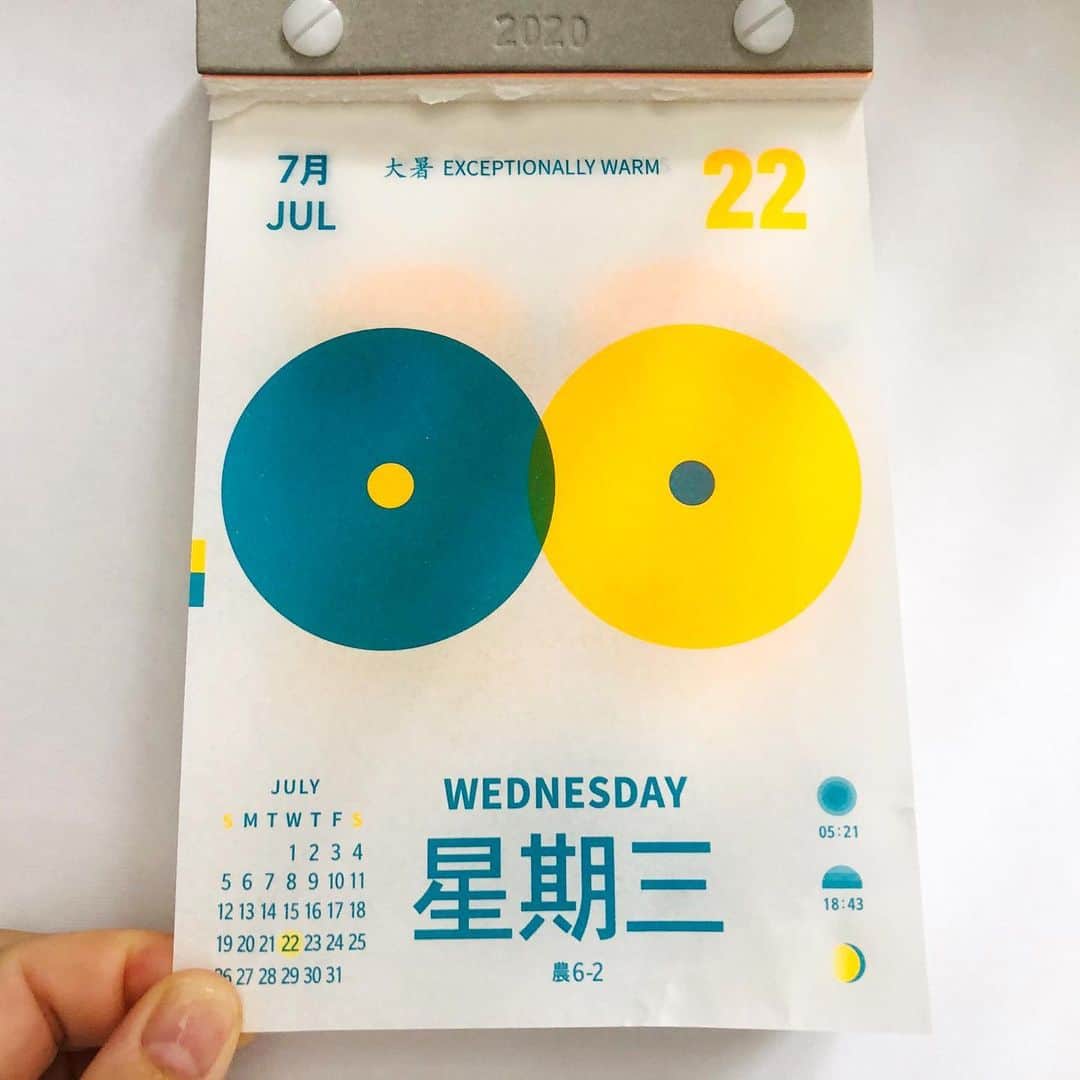 2020
7月
JUL
大暑 EXCEPTIONALLY WARM
22
WEDNESDAY
星期三
農6-2
JULY
S M T W T F S
1 2 3 4
5 6 7 8 9 10 11
12 13 14 15 16 17 18
19 20 21 22 23 24 25
26 27 28 29 30 31
05:21
18:43